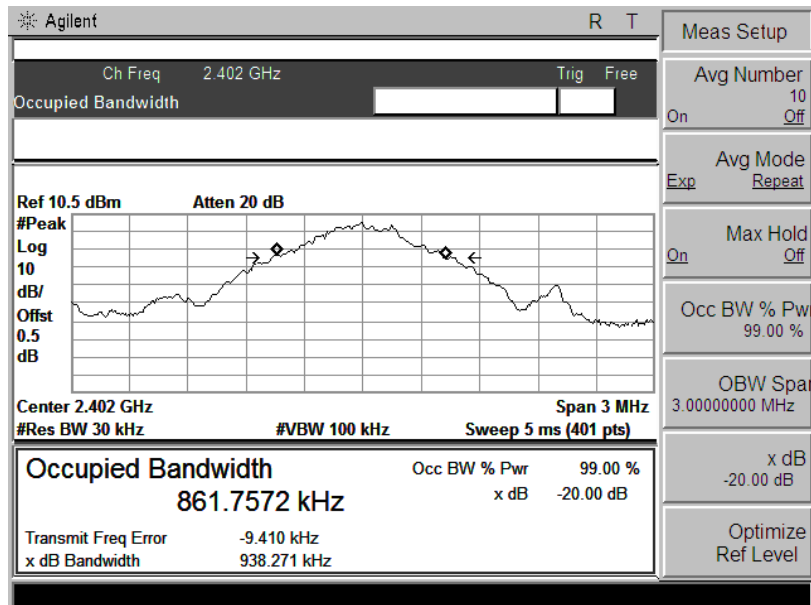 Agilent R T
Ch Freq 2.402 GHz Trig Free
Occupied Bandwidth
Ref 10.5 dBm Atten 20 dB
#Peak
Log
10
dB/
Offst
0.5
dB
Center 2.402 GHz Span 3 MHz
#Res BW 30 kHz #VBW 100 kHz Sweep 5 ms (401 pts)
Occupied Bandwidth Occ BW % Pwr 99.00 %
861.7572 kHz x dB -20.00 dB
Transmit Freq Error -9.410 kHz
x dB Bandwidth 938.271 kHz
Meas Setup
Avg Number
10
On Off
Avg Mode
Exp Repeat
Max Hold
On Off
Occ BW % Pwr
99.00 %
OBW Spar
3.00000000 MHz
x dB
-20.00 dB
Optimize
Ref Level